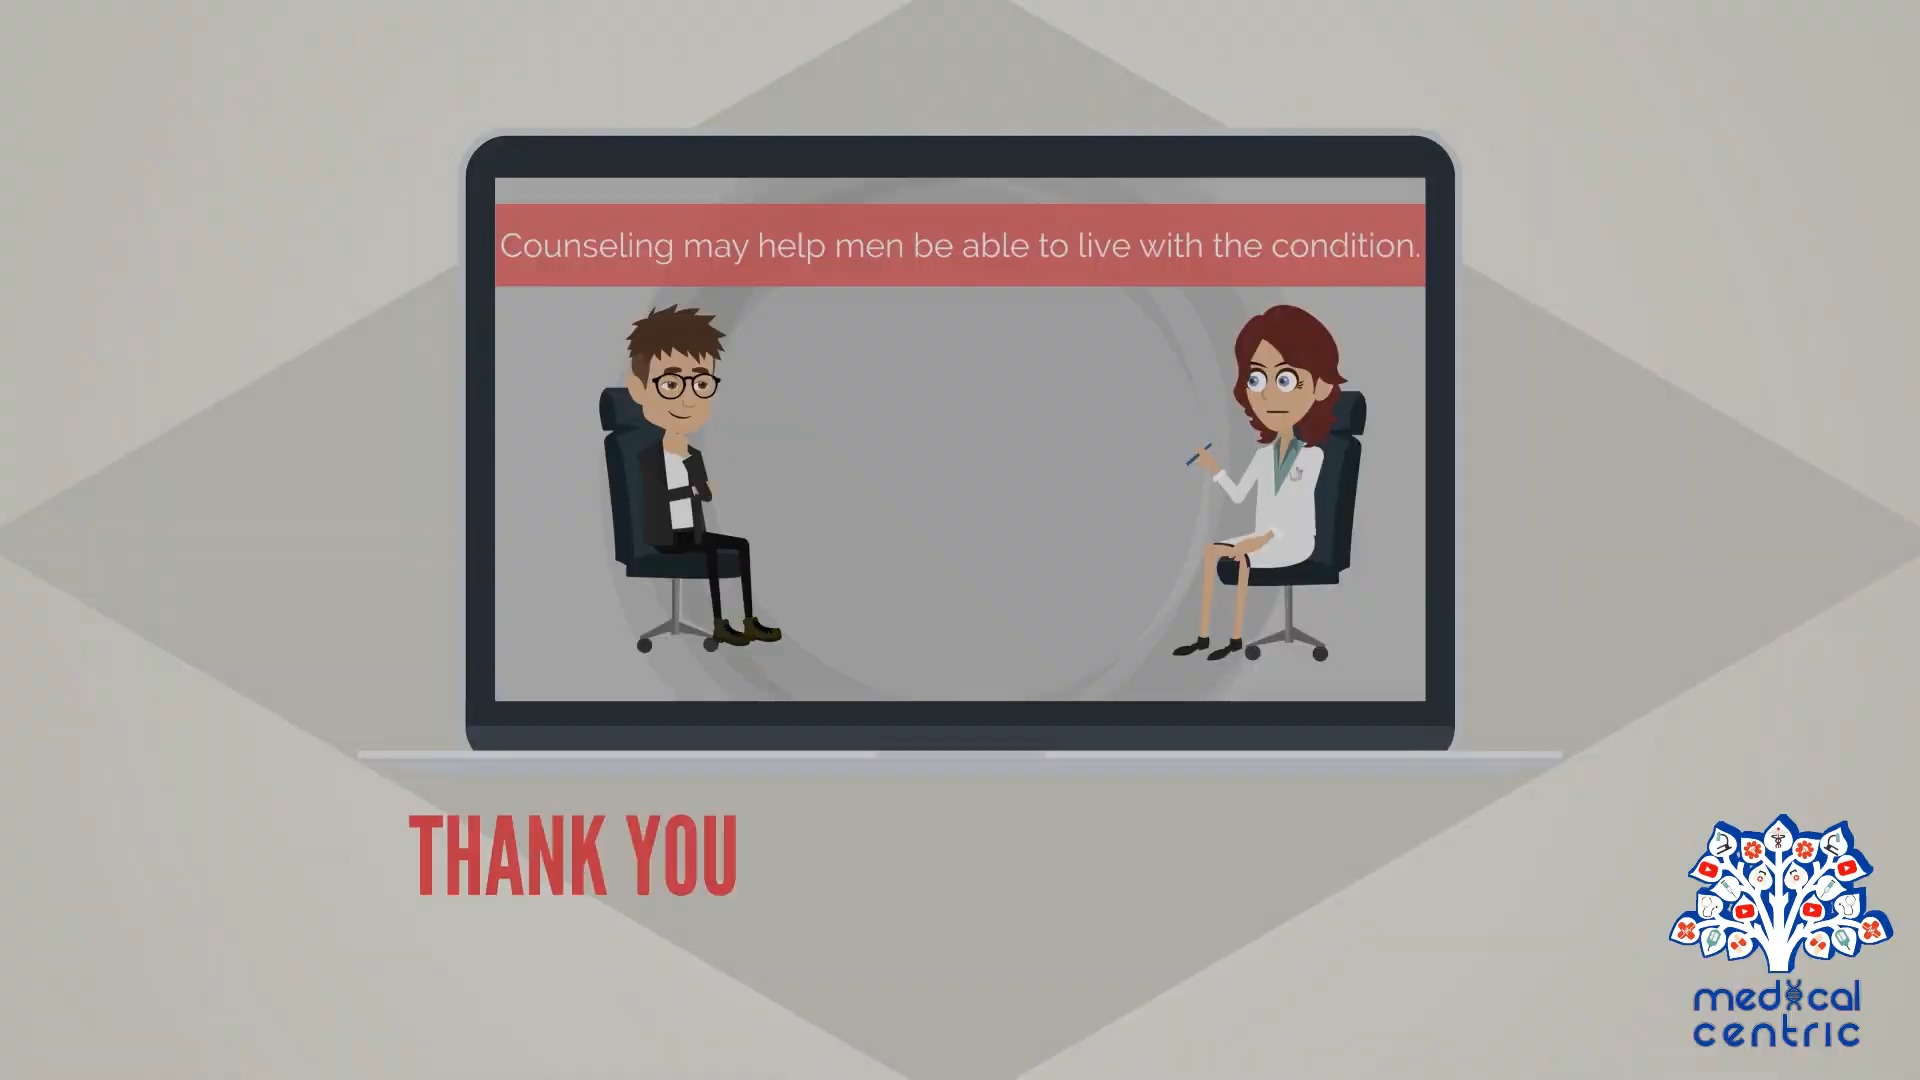 Counseling may help men be able to live with the condition.
THANK YOU
medical
centric